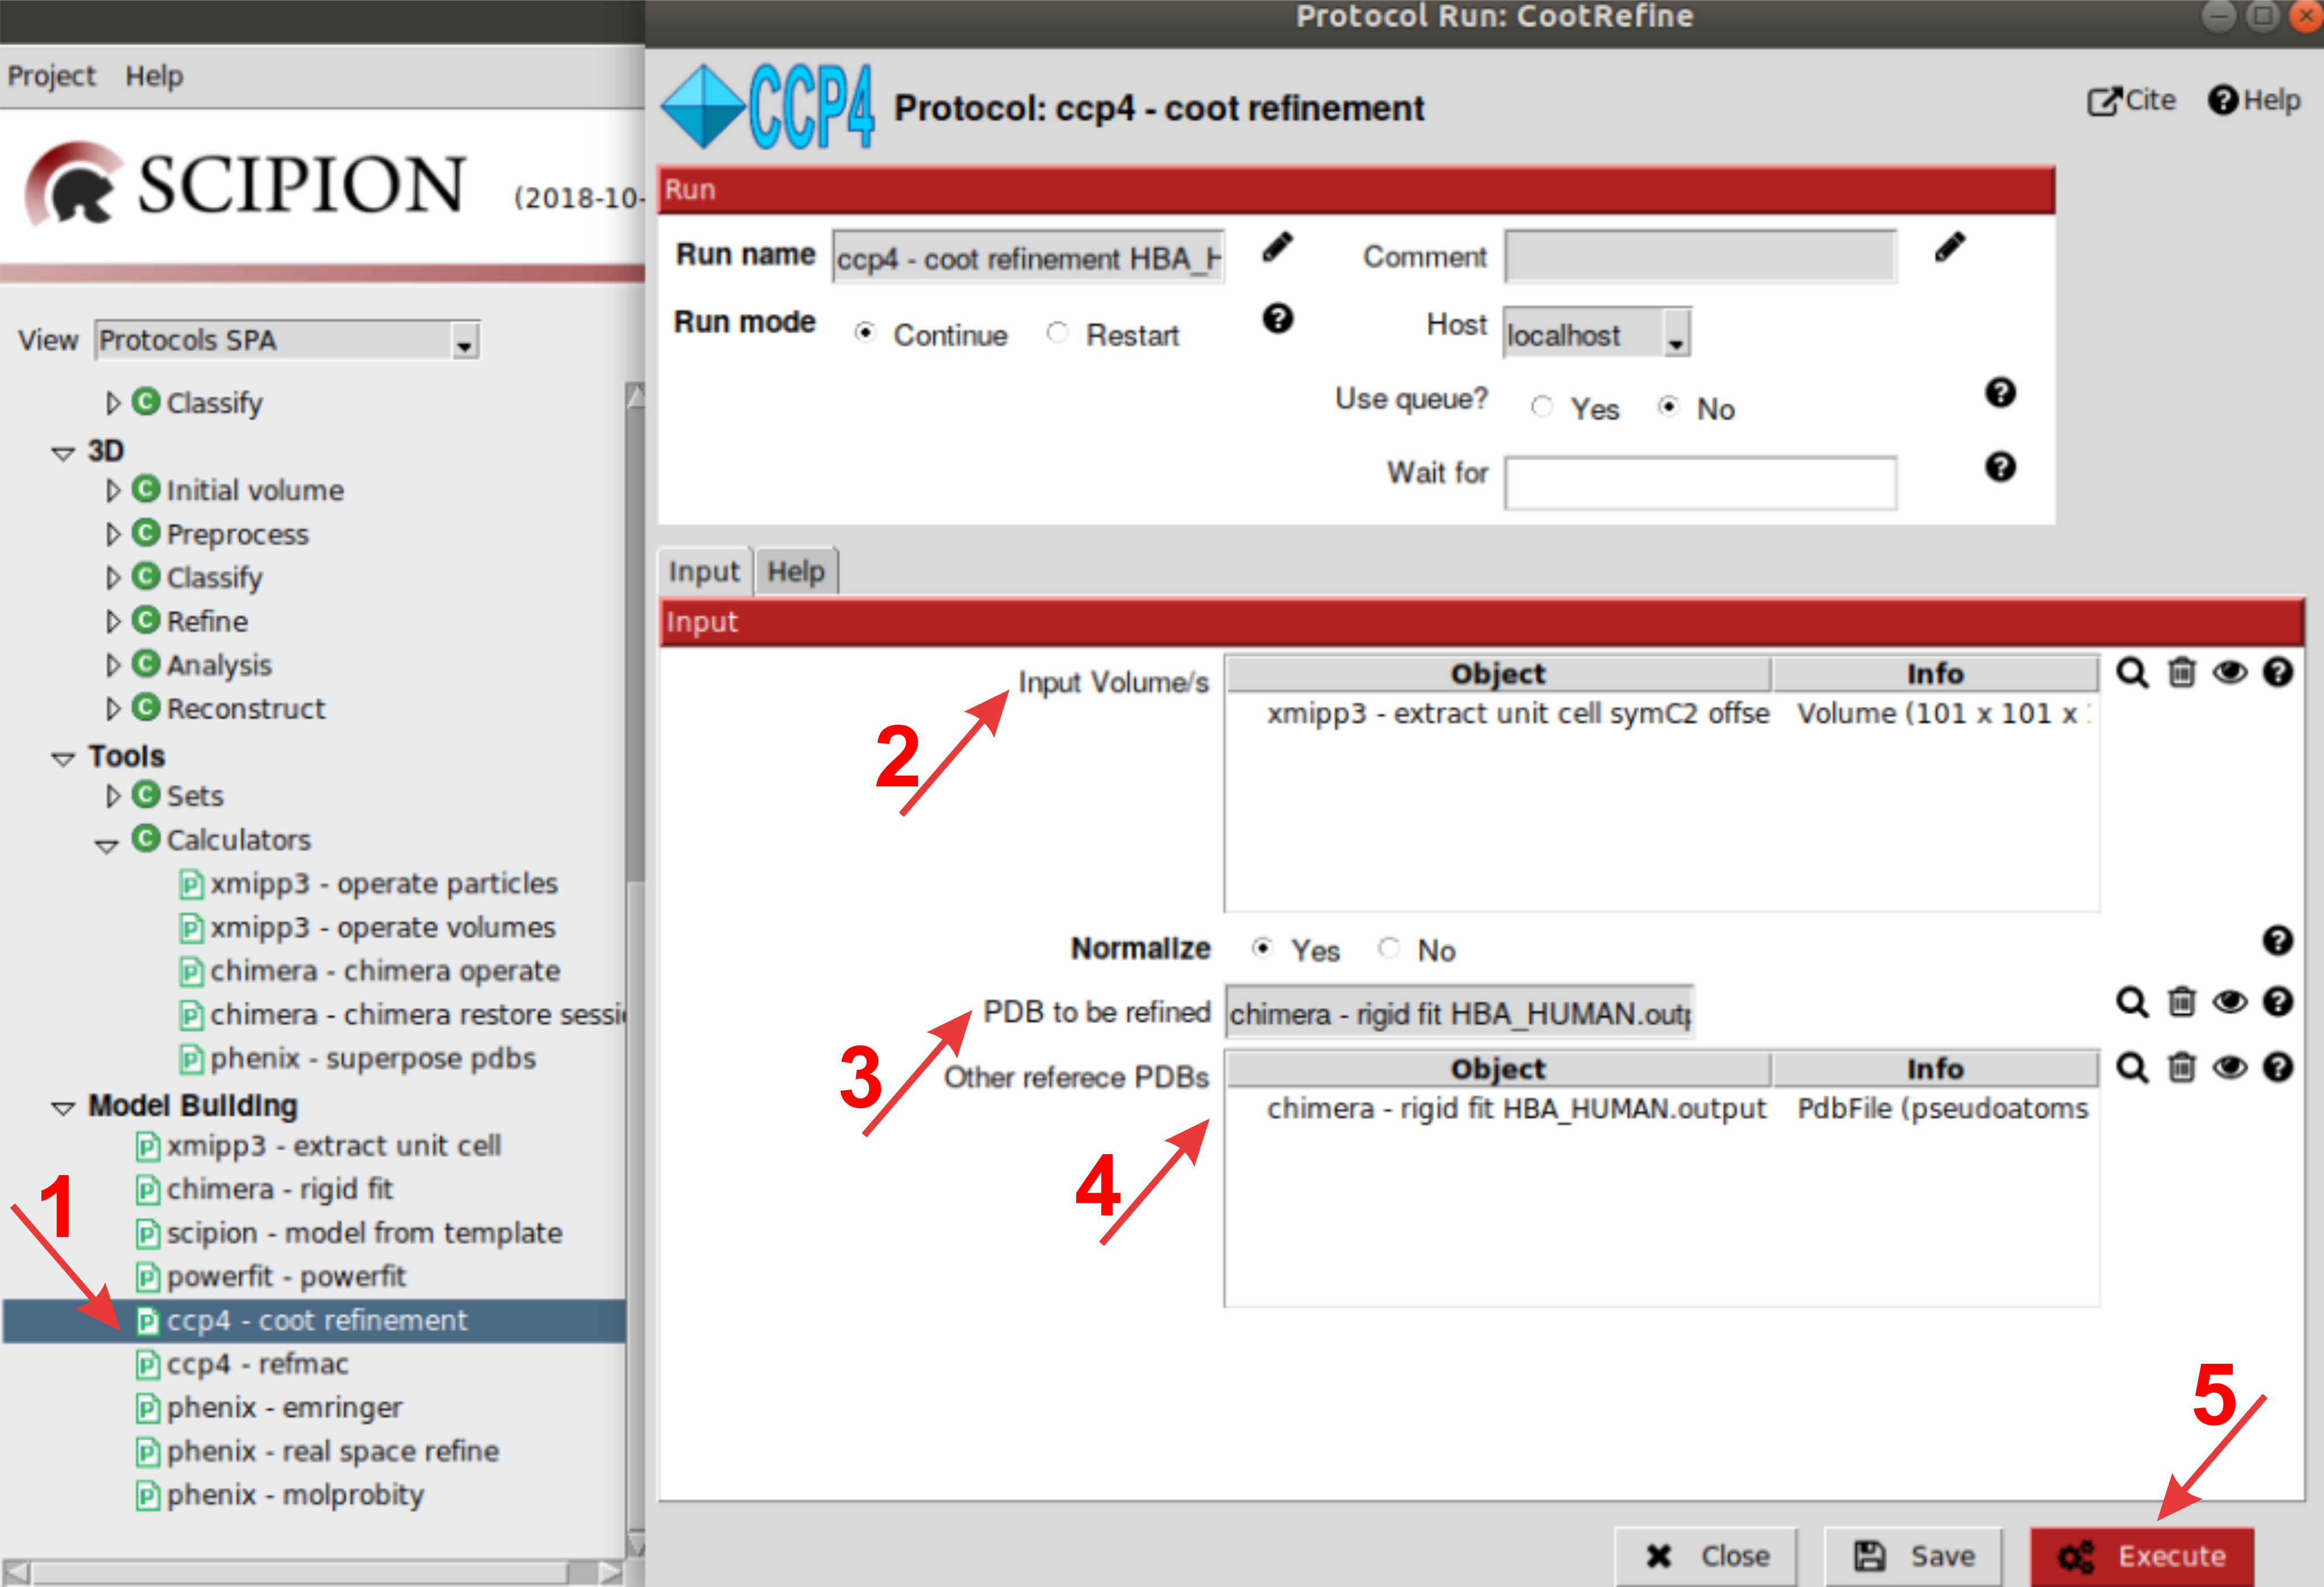 Protocol Run: CootRefine
Project Help
SCIPION (2018-10-
View Protocols SPA
Classify
3D
Initial volume
Preprocess
Classify
Refine
Analysis
Reconstruct
Tools
Sets
Calculators
xmipp3 - operate particles
xmipp3 - operate volumes
chimera - chimera operate
chimera - chimera restore sessi
phenix - superpose pdbs
Model Building
xmipp3 - extract unit cell
chimera - rigid fit
scipion - model from template
powerfit - powerfit
1
ccp4 - coot refinement
ccp4 - refmac
phenix - emringer
phenix - real space refine
phenix - molprobity
CCP4 Protocol: ccp4 - coot refinement
Cite Help
Run
Run name ccp4 - coot refinement HBA_H Comment
Run mode Continue Restart Host localhost
Use queue? Yes No
Wait for
Input Help
Input
Input Volume/s Object Info
xmipp3 - extract unit cell symC2 offse Volume (101 x 101 x
2
Normalize Yes No
PDB to be refined chimera - rigid fit HBA_HUMAN.outp
3
Other referece PDBs Object Info
chimera - rigid fit HBA_HUMAN.output PdbFile (pseudoatoms
4
5
Close Save Execute